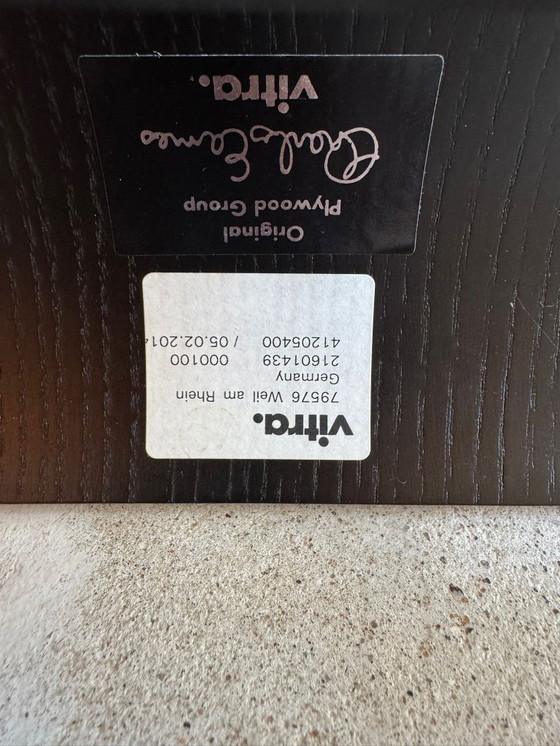 vitra.
79576 Weil am Rhein
Germany
21601439 000100
41205400 / 05.02.2014
Original
Plywood Group
Charles Eames
vitra.